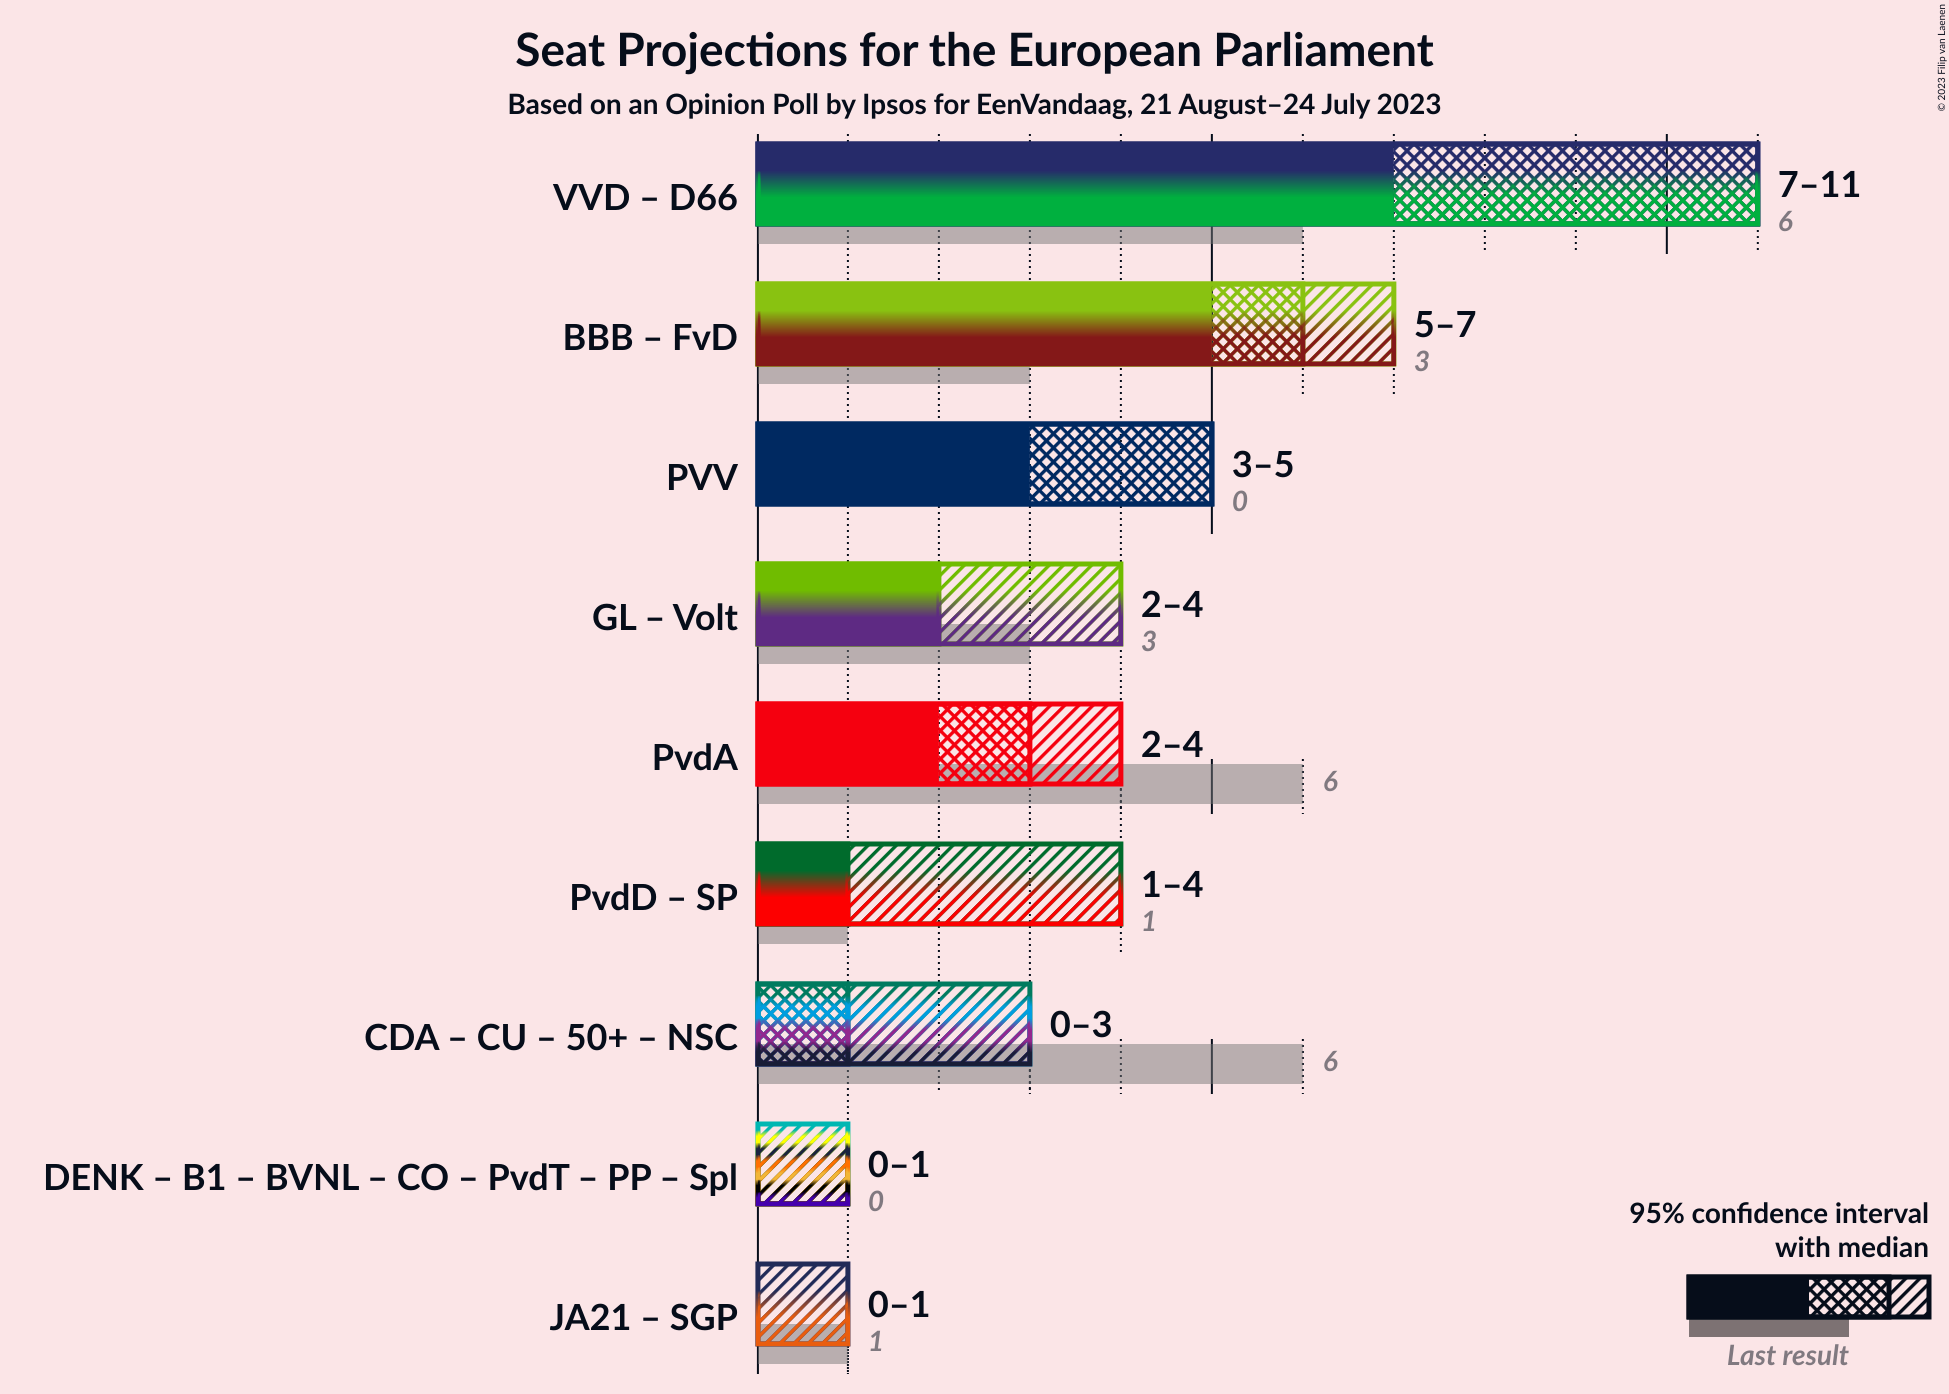 Seat Projections for the European Parliament
Based on an Opinion Poll by Ipsos for EenVandaag, 21 August–24 July 2023
© 2023 Filip van Laenen
VVD – D66
7–11
6
BBB – FvD
5–7
3
PVV
3–5
0
GL – Volt
2–4
3
PvdA
2–4
6
PvdD – SP
1–4
1
CDA – CU – 50+ – NSC
0–3
6
DENK – B1 – BVNL – CO – PvdT – PP – Spl
0–1
0
JA21 – SGP
0–1
1
95% confidence interval
with median
Last result